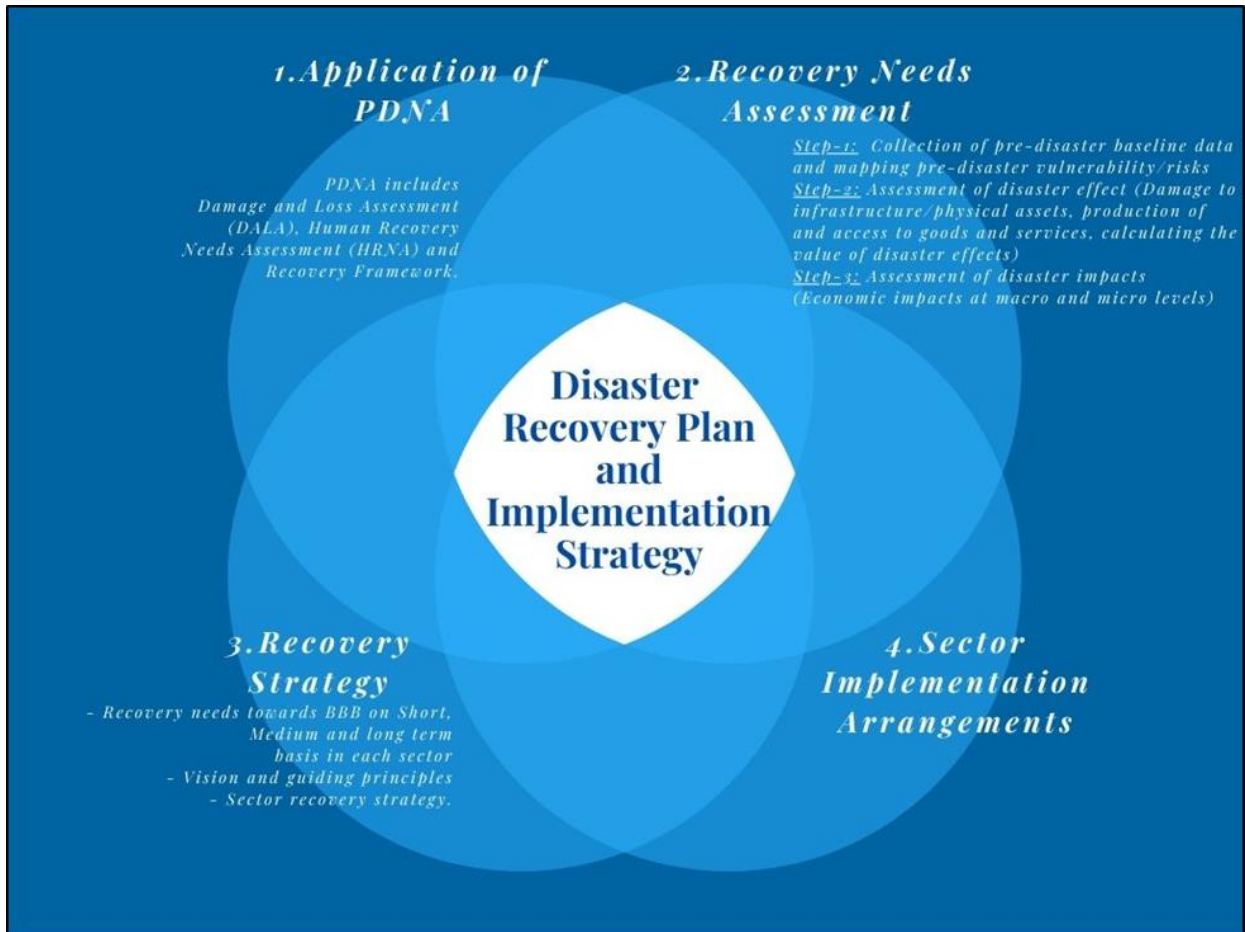 1.Application of
PDNA
PDNA includes
Damage and Loss Assessment
(DALA), Human Recovery
Needs Assessment (HRNA) and
Recovery Framework.
2.Recovery Needs
Assessment
Step-1: Collection of pre-disaster baseline data
and mapping pre-disaster vulnerability/risks
Step-2: Assessment of disaster effect (Damage to
infrastructure/physical assets, production of
and access to goods and services, calculating the
value of disaster effects)
Step-3: Assessment of disaster impacts
(Economic impacts at macro and micro levels)
Disaster
Recovery Plan
and
Implementation
Strategy
3.Recovery
Strategy
- Recovery needs towards BBB on Short,
Medium and long term
basis in each sector
- Vision and guiding principles
- Sector recovery strategy.
4.Sector
Implementation
Arrangements